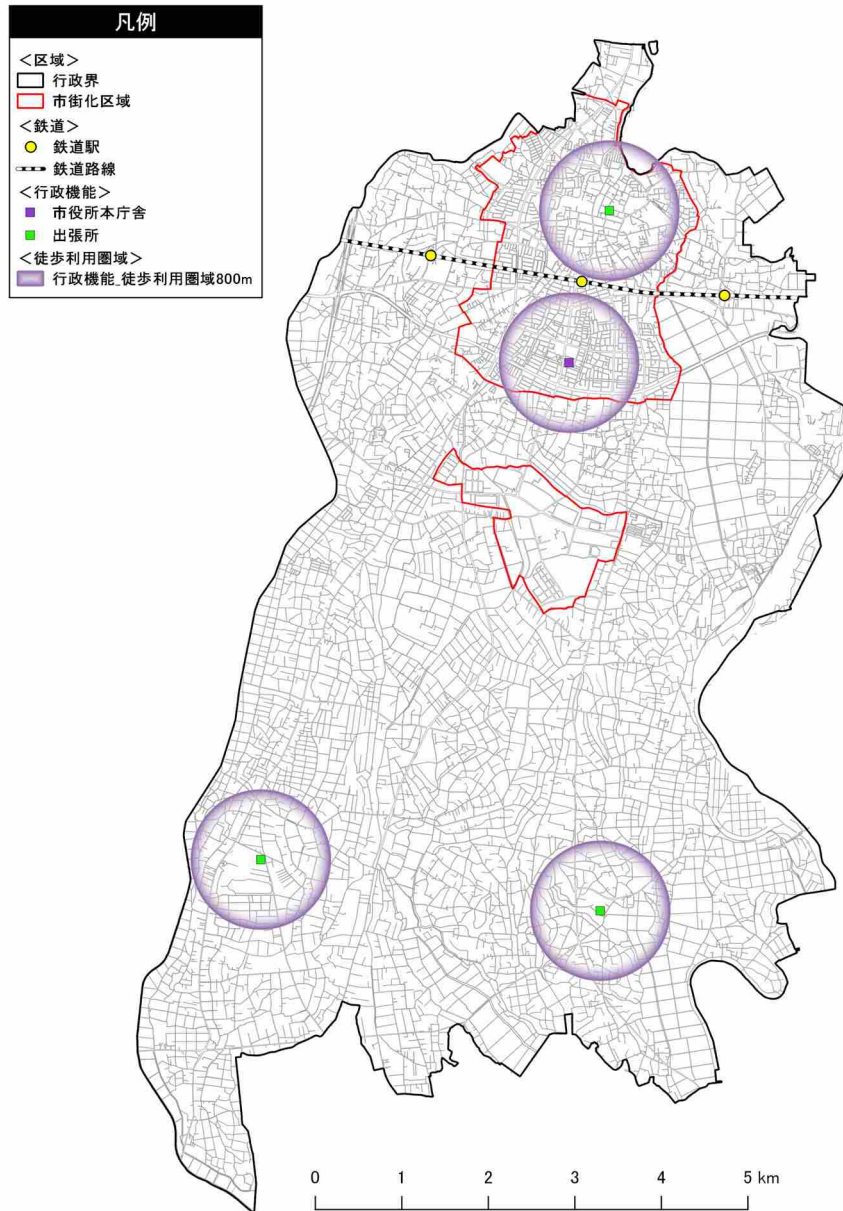 凡例
<区域>
行政界
市街化区域
<鉄道>
鉄道駅
鉄道路線
<行政機能>
市役所本庁舎
出張所
<徒歩利用圏域>
行政機能_徒歩利用圏域800m
0 1 2 3 4 5 km